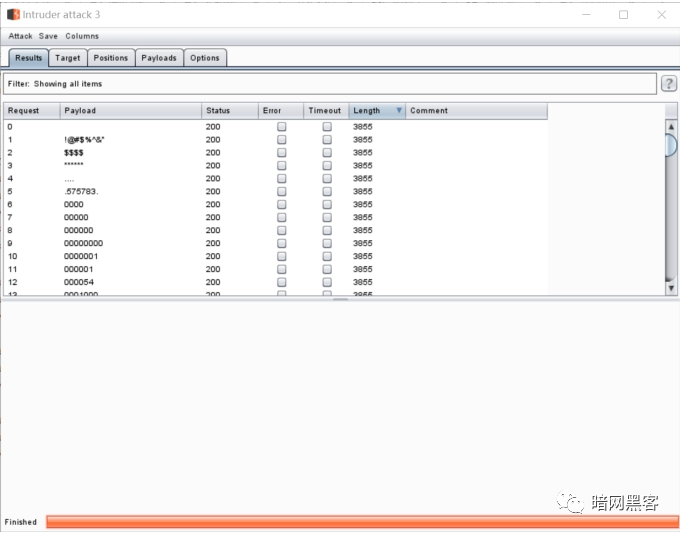 Intruder attack 3
Attack Save Columns
Results Target Positions Payloads Options
Filter: Showing all items
?
Request Payload Status Error Timeout Length Comment
0 200 3855
1 !@#$%^&* 200 3855
2 $$$$ 200 3855
3 ****** 200 3855
4 .... 200 3855
5 .575783. 200 3855
6 0000 200 3855
7 00000 200 3855
8 000000 200 3855
9 00000000 200 3855
10 0000001 200 3855
11 000001 200 3855
12 000054 200 3855
13 0001000 200 3855
暗网黑客
Finished